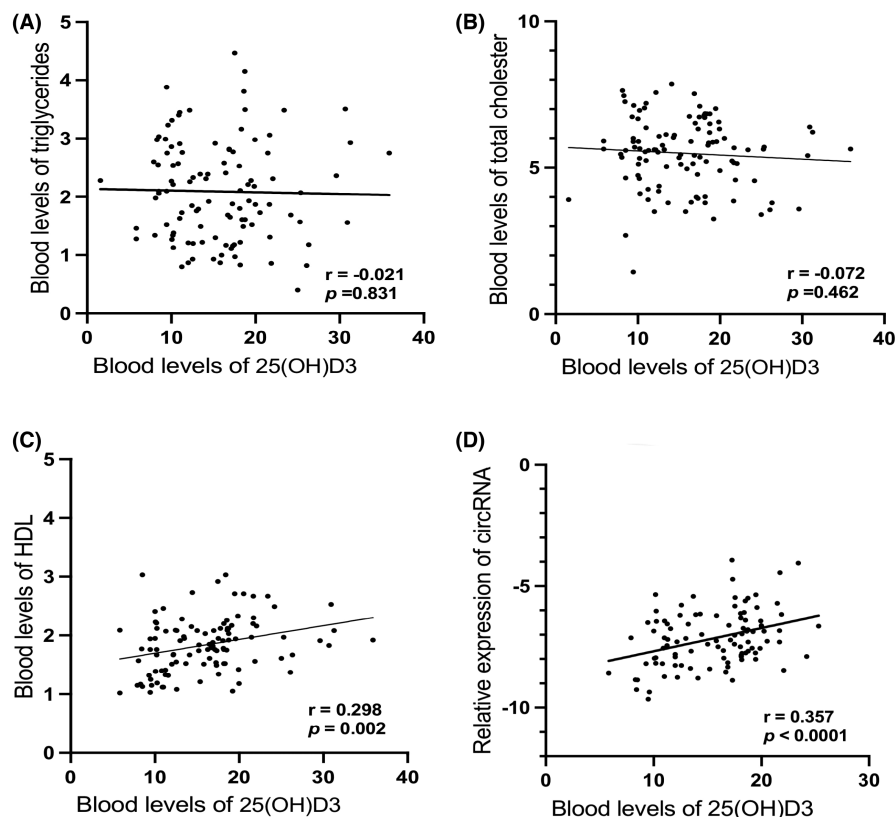 (A)
Blood levels of triglycerides
5
4
3
2
1
0
0 10 20 30 40
r = -0.021
p =0.831
Blood levels of 25(OH)D3
(B)
Blood levels of total cholester
10
5
0
0 10 20 30 40
r = -0.072
p =0.462
Blood levels of 25(OH)D3
(C)
Blood levels of HDL
5
4
3
2
1
0
0 10 20 30 40
r = 0.298
p = 0.002
Blood levels of 25(OH)D3
(D)
Relative expression of circRNA
0
-5
-10
0 10 20 30
r = 0.357
p < 0.0001
Blood levels of 25(OH)D3